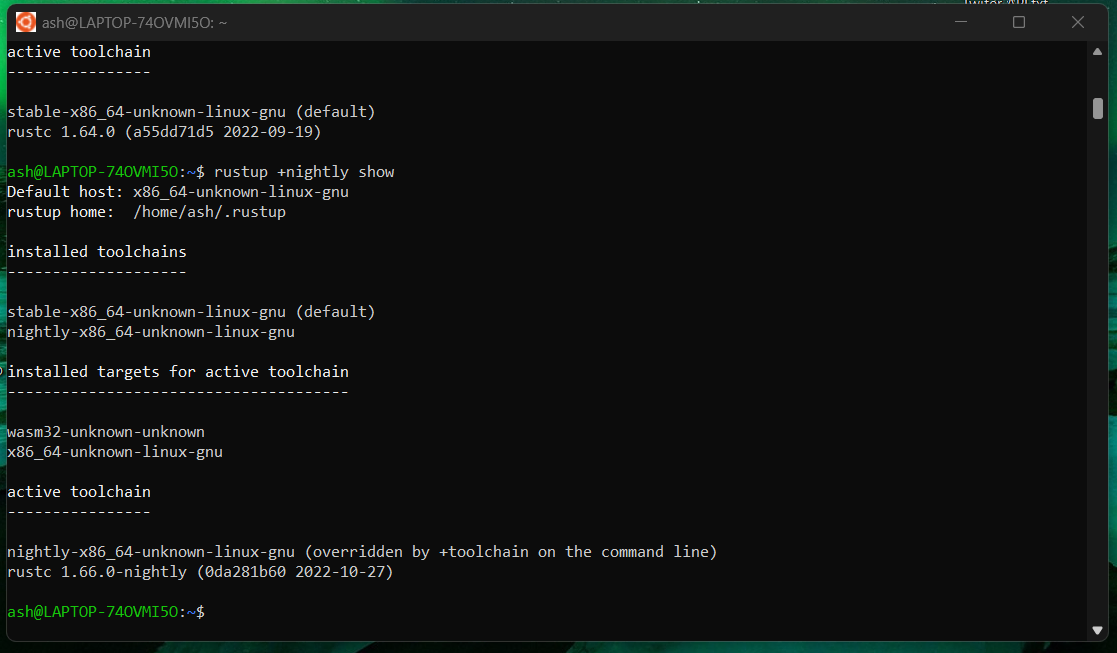 Twitter API.txt
ash@LAPTOP-74OVMI5O: ~
active toolchain
----------------
stable-x86_64-unknown-linux-gnu (default)
rustc 1.64.0 (a55dd71d5 2022-09-19)
ash@LAPTOP-74OVMI5O:~$ rustup +nightly show
Default host: x86_64-unknown-linux-gnu
rustup home:  /home/ash/.rustup
installed toolchains
--------------------
stable-x86_64-unknown-linux-gnu (default)
nightly-x86_64-unknown-linux-gnu
installed targets for active toolchain
--------------------------------------
wasm32-unknown-unknown
x86_64-unknown-linux-gnu
active toolchain
----------------
nightly-x86_64-unknown-linux-gnu (overridden by +toolchain on the command line)
rustc 1.66.0-nightly (0da281b60 2022-10-27)
ash@LAPTOP-74OVMI5O:~$